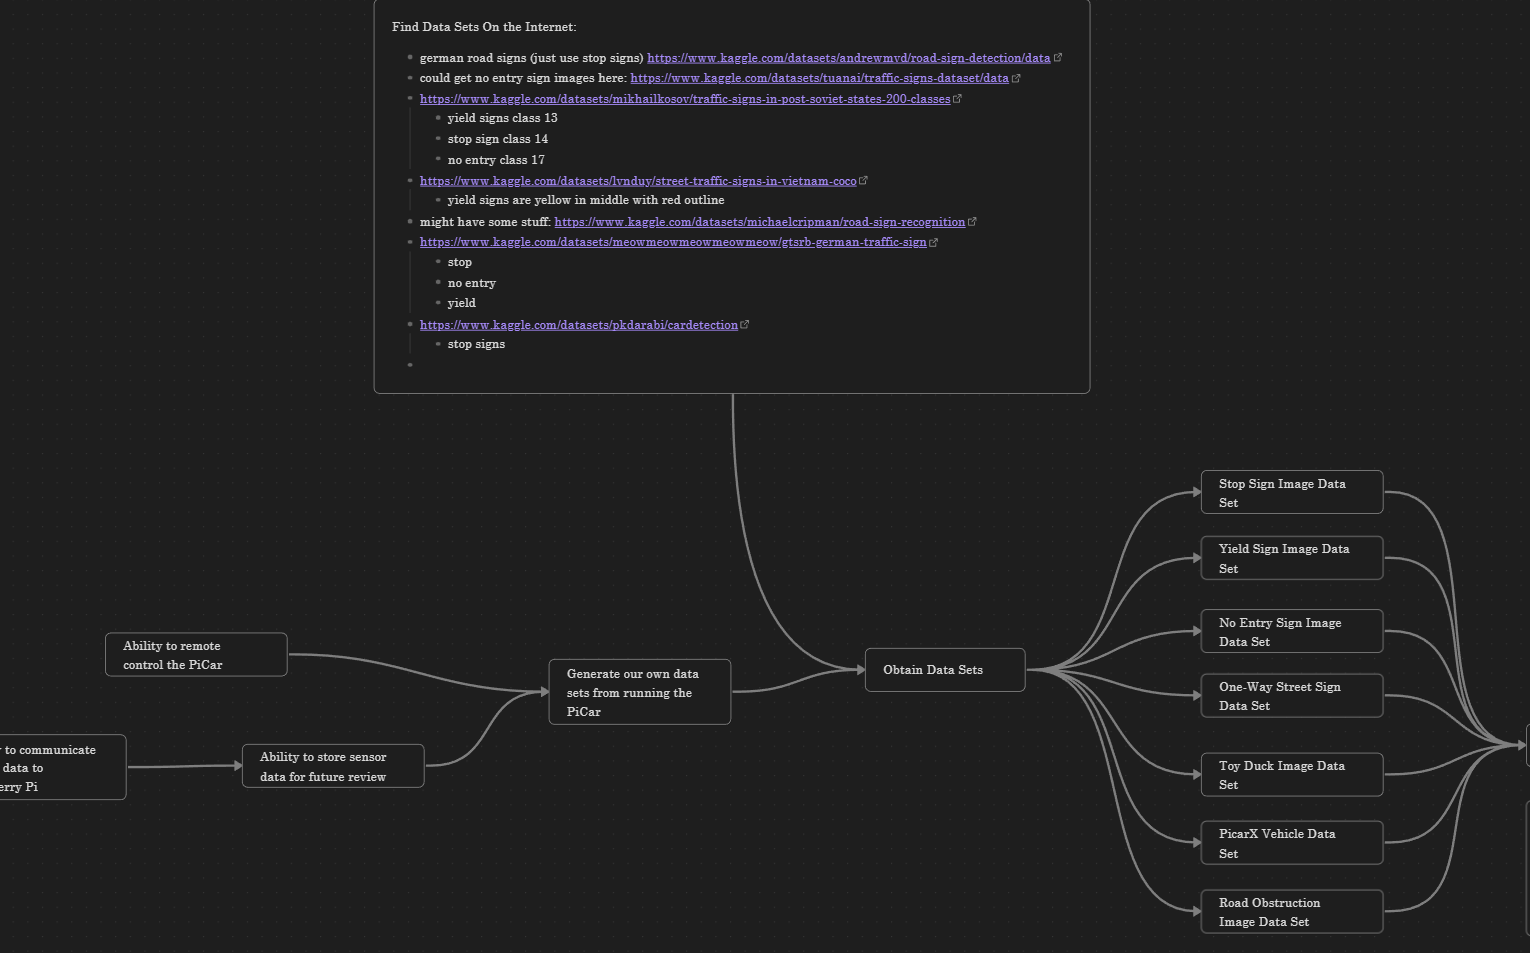 Find Data Sets On the Internet:
german road signs (just use stop signs) https://www.kaggle.com/datasets/andrewmvd/road-sign-detection/data
could get no entry sign images here: https://www.kaggle.com/datasets/tuanai/traffic-signs-dataset/data
https://www.kaggle.com/datasets/mikhailkosov/traffic-signs-in-post-soviet-states-200-classes
yield signs class 13
stop sign class 14
no entry class 17
https://www.kaggle.com/datasets/lvnduy/street-traffic-signs-in-vietnam-coco
yield signs are yellow in middle with red outline
might have some stuff: https://www.kaggle.com/datasets/michaelcripman/road-sign-recognition
https://www.kaggle.com/datasets/meowmeowmeowmeowmeow/gtsrb-german-traffic-sign
stop
no entry
yield
https://www.kaggle.com/datasets/pkdarabi/cardetection
stop signs
Ability to remote
control the PiCar
to communicate
data to
erry Pi
Ability to store sensor
data for future review
Generate our own data
sets from running the
PiCar
Obtain Data Sets
Stop Sign Image Data
Set
Yield Sign Image Data
Set
No Entry Sign Image
Data Set
One-Way Street Sign
Data Set
Toy Duck Image Data
Set
PicarX Vehicle Data
Set
Road Obstruction
Image Data Set